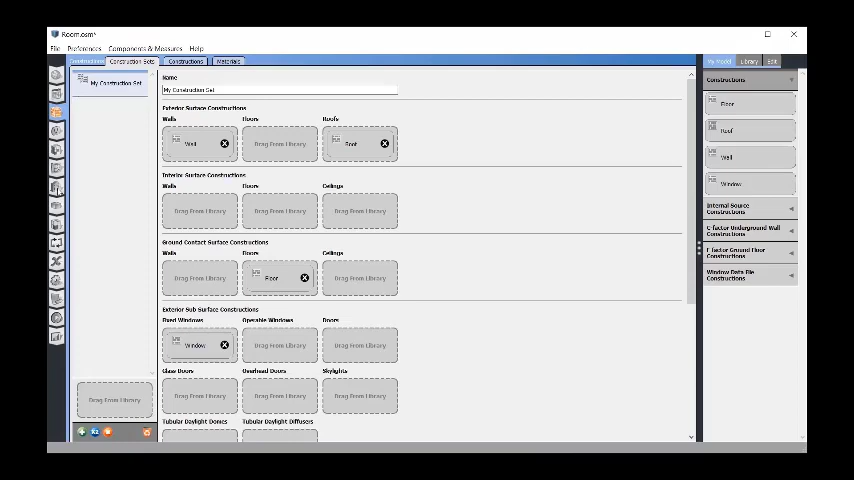 Room.osm*
File Preferences Components & Measures Help
Constructions Construction Sets Constructions Materials My Model Library Edit
My Construction Set
Name
My Construction Set
Exterior Surface Constructions
Walls Floors Roofs
Wall Drag From Library Roof
Interior Surface Constructions
Walls Floors Ceilings
Drag From Library Drag From Library Drag From Library
Ground Contact Surface Constructions
Walls Floors Ceilings
Drag From Library Floor Drag From Library
Exterior Sub Surface Constructions
Fixed Windows Operable Windows Doors
Window Drag From Library Drag From Library
Glass Doors Overhead Doors Skylights
Drag From Library Drag From Library Drag From Library
Tubular Daylight Domes Tubular Daylight Diffusers
Drag From Library
Constructions
Floor
Roof
Wall
Window
Internal Source
Constructions
C-factor Underground Wall
Constructions
F-factor Ground Floor
Constructions
Window Data File
Constructions